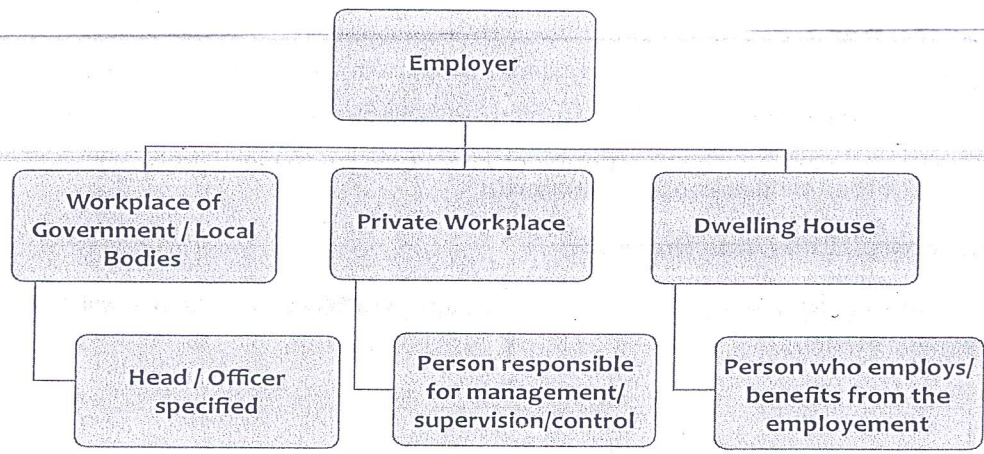 Employer
Workplace of
Government / Local
Bodies
Private Workplace
Dwelling House
Head / Officer
specified
Person responsible
for management/
supervision/control
Person who employs/
benefits from the
employement